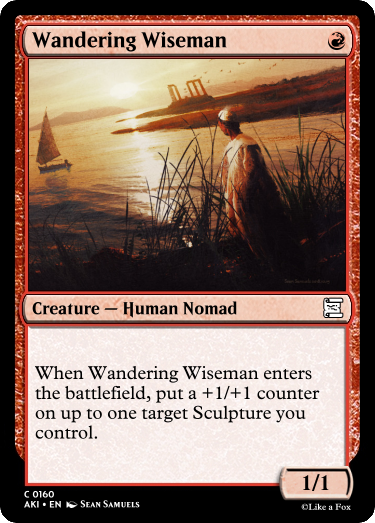 Wandering Wiseman
Creature — Human Nomad
When Wandering Wiseman enters
the battlefield, put a +1/+1 counter
on up to one target Sculpture you
control.
1/1
C 0160
AKI • EN Sean Samuels
©Like a Fox